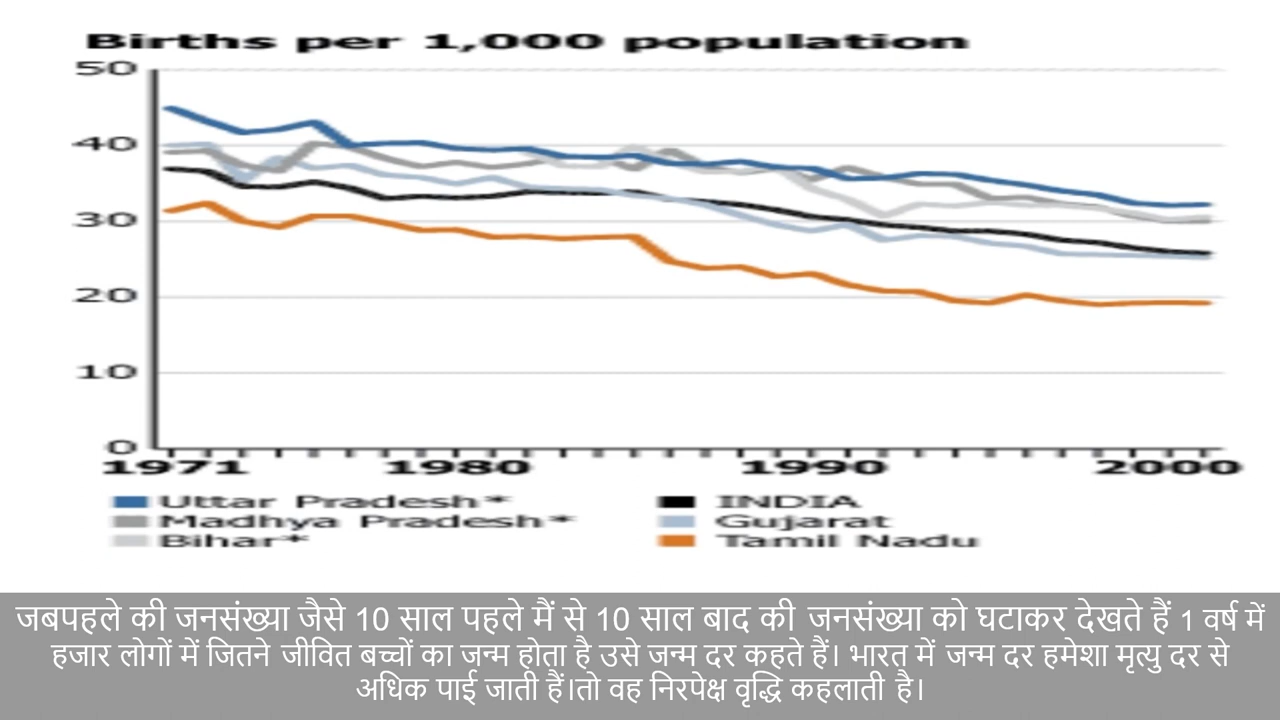 Births per 1,000 population
50
40
30
20
10
0
1971 1980 1990 2000
Uttar Pradesh* INDIA
Madhya Pradesh* Gujarat
Bihar* Tamil Nadu
जबपहले की जनसंख्या जैसे 10 साल पहले मैं से 10 साल बाद की जनसंख्या को घटाकर देखते हैं 1 वर्ष में
हजार लोगों में जितने जीवित बच्चों का जन्म होता है उसे जन्म दर कहते हैं। भारत में जन्म दर हमेशा मृत्यु दर से
अधिक पाई जाती हैं।तो वह निरपेक्ष वृद्धि कहलाती है।